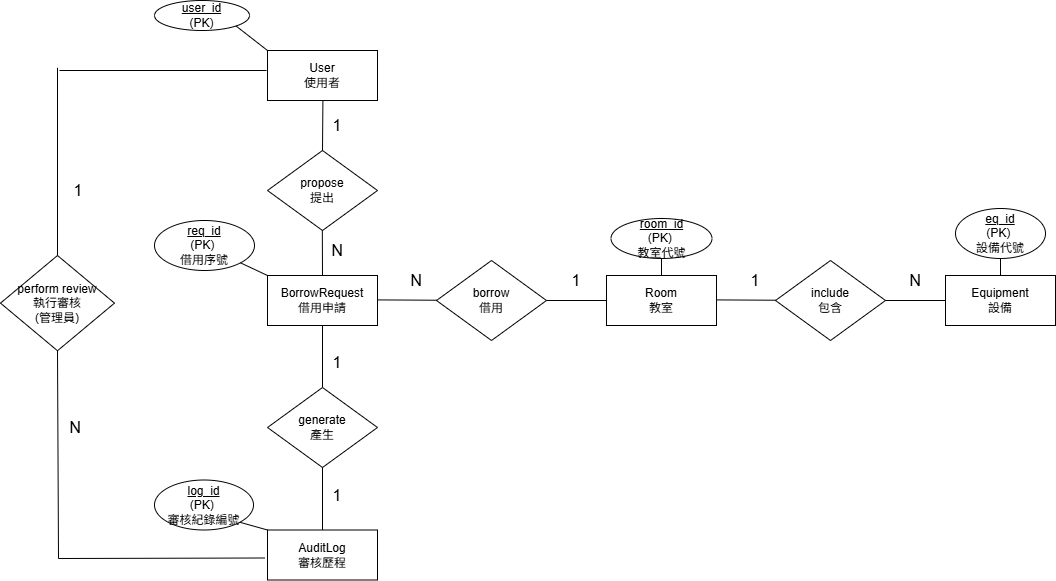 user_id
(PK)
User
使用者
1
propose
提出
1
N
req_id
(PK)
借用序號
room_id
(PK)
教室代號
eq_id
(PK)
設備代號
perform review
執行審核
(管理員)
BorrowRequest
借用申請
N
borrow
借用
1
Room
教室
1
include
包含
N
Equipment
設備
1
generate
產生
N
1
log_id
(PK)
審核紀錄編號
AuditLog
審核歷程